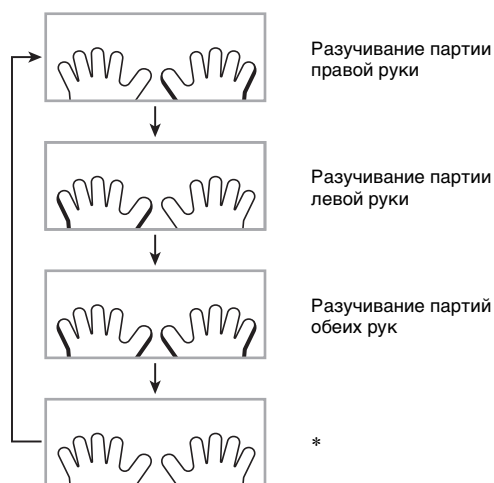 Разучивание партии
правой руки
Разучивание партии
левой руки
Разучивание партий
обеих рук
*